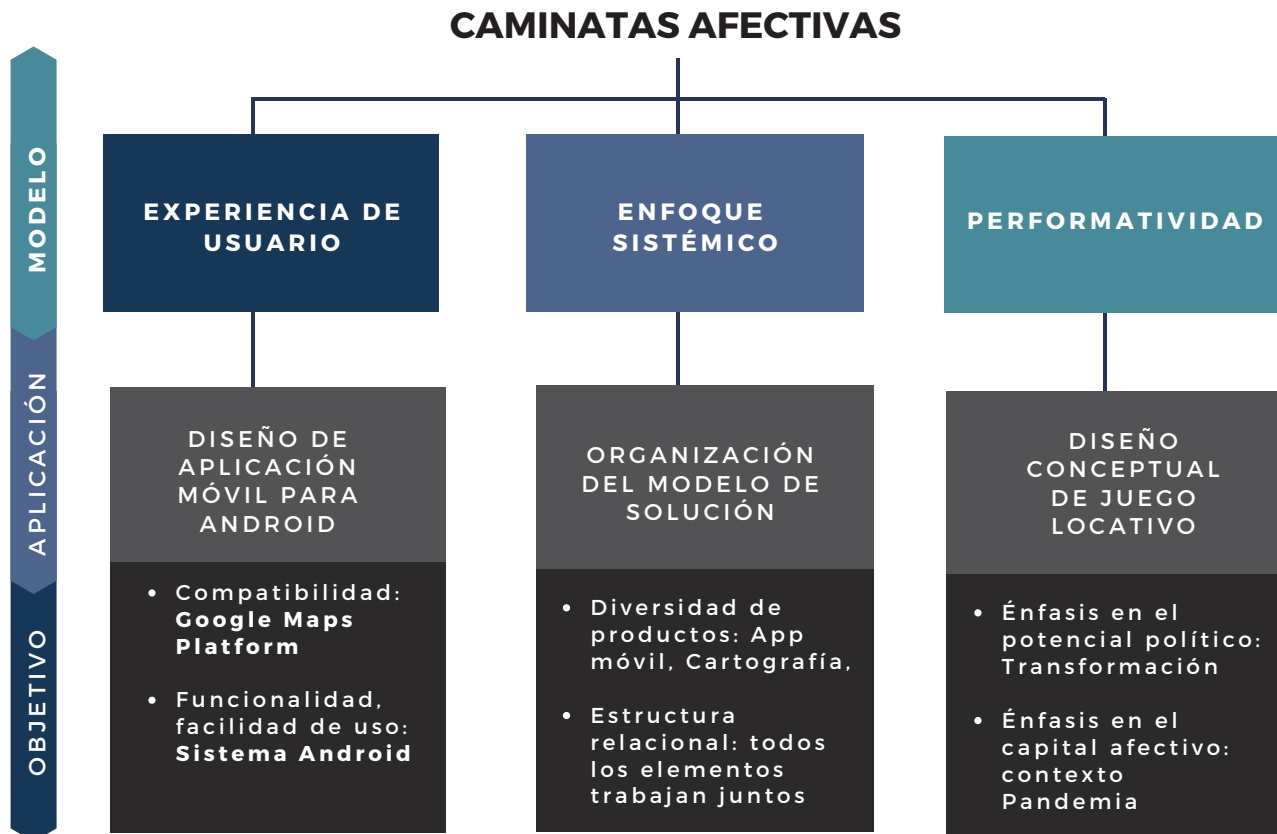 CAMINATAS AFECTIVAS
MODELO
EXPERIENCIA DE
USUARIO
ENFOQUE
SISTÉMICO
PERFORMATIVIDAD
APLICACIÓN
DISEÑO DE
APLICACIÓN
MÓVIL PARA
ANDROID
ORGANIZACIÓN
DEL MODELO DE
SOLUCIÓN
DISEÑO
CONCEPTUAL
DE JUEGO
LOCATIVO
OBJETIVO
• Compatibilidad:
Google Maps
Platform
• Funcionalidad,
facilidad de uso:
Sistema Android
• Diversidad de
productos: App
móvil, Cartografía,
• Estructura
relacional: todos
los elementos
trabajan juntos
• Énfasis en el
potencial político:
Transformación
• Énfasis en el
capital afectivo:
contexto
Pandemia